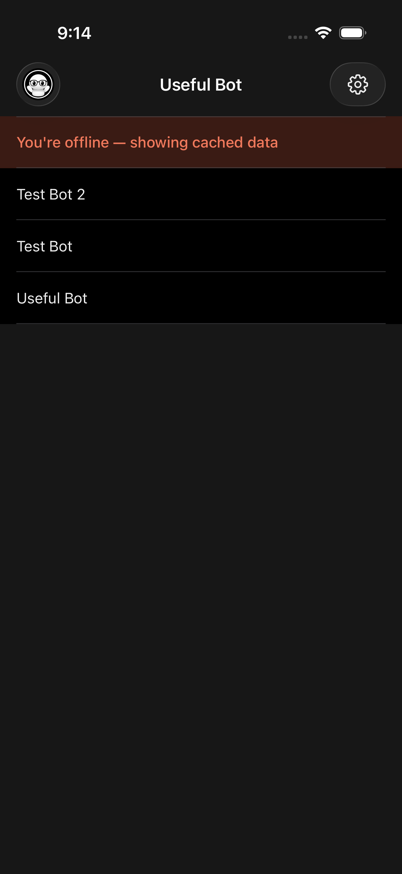 9:14
Useful Bot
You're offline — showing cached data
Test Bot 2
Test Bot
Useful Bot